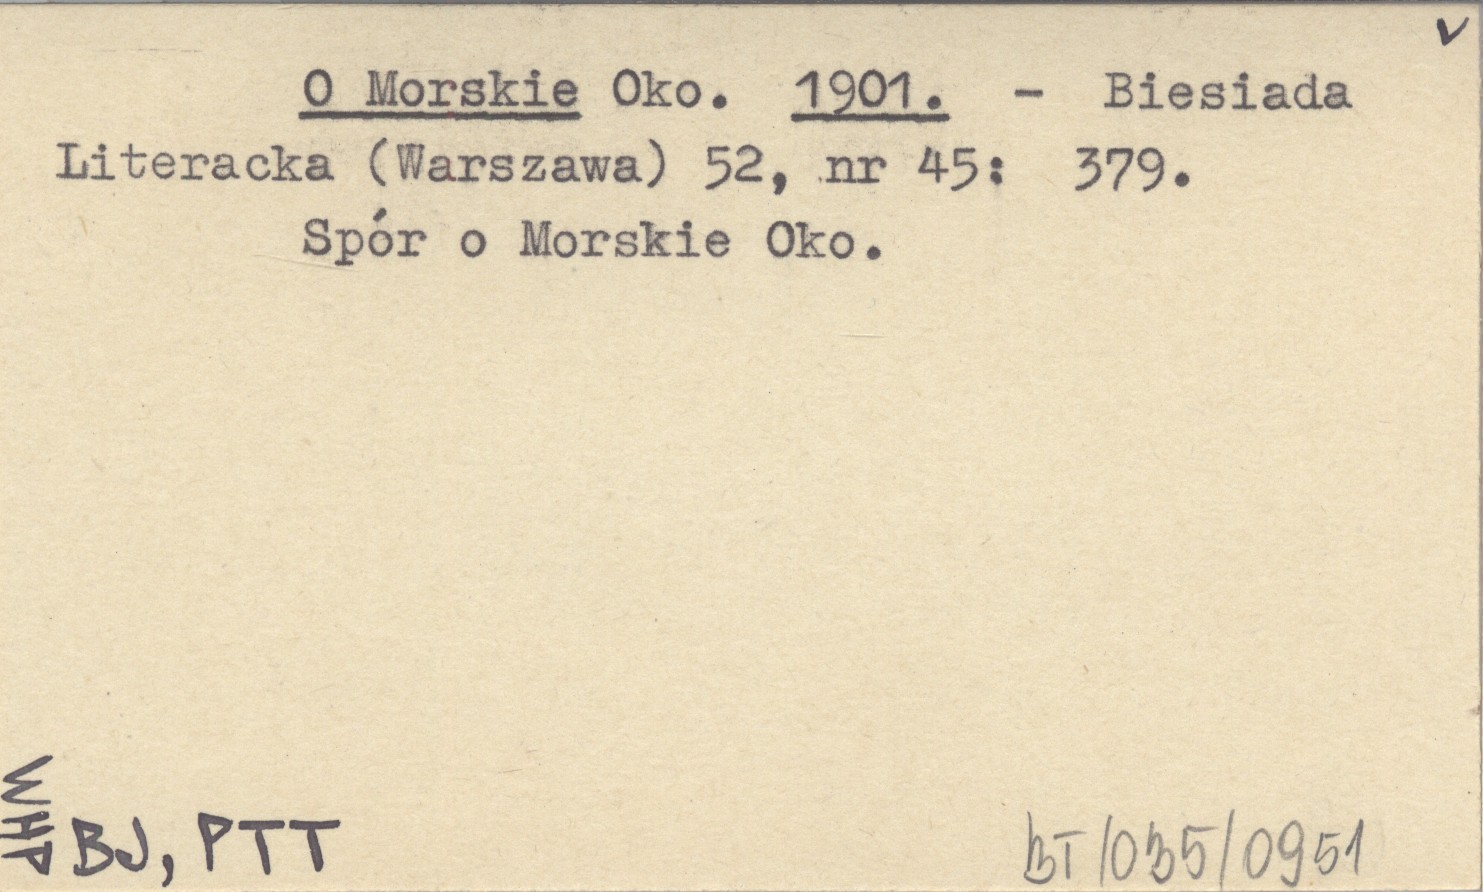 O Morskie Oko. 1901. - Biesiada
Literacka (Warszawa) 52, nr 45: 379.
Spór o Morskie Oko.
BJ, PTT
BT/035/0951